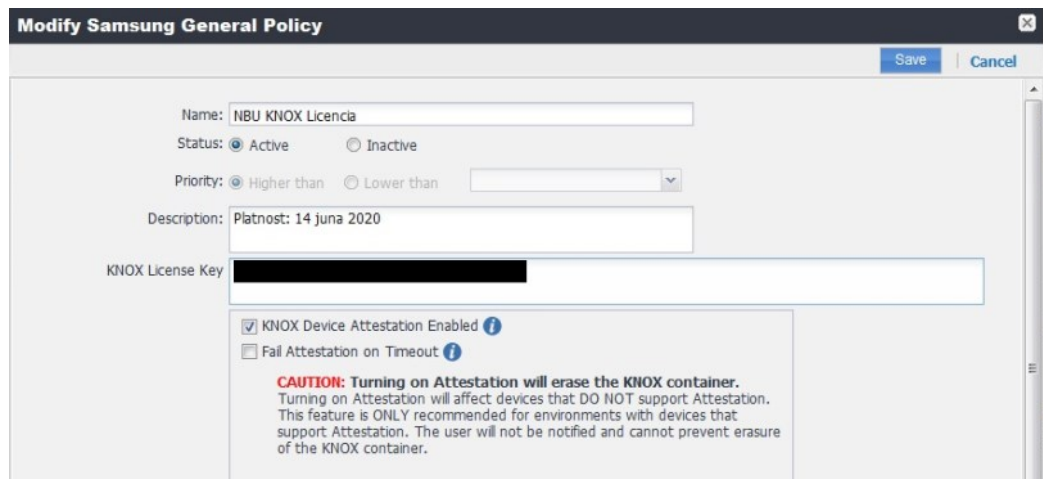 Modify Samsung General Policy
Save | Cancel
Name: NBU KNOX Licencia
Status: Active Inactive
Priority: Higher than Lower than
Description: Platnost: 14 juna 2020
KNOX License Key
KNOX Device Attestation Enabled
Fail Attestation on Timeout
CAUTION: Turning on Attestation will erase the KNOX container.
Turning on Attestation will affect devices that DO NOT support Attestation.
This feature is ONLY recommended for environments with devices that
support Attestation. The user will not be notified and cannot prevent erasure
of the KNOX container.